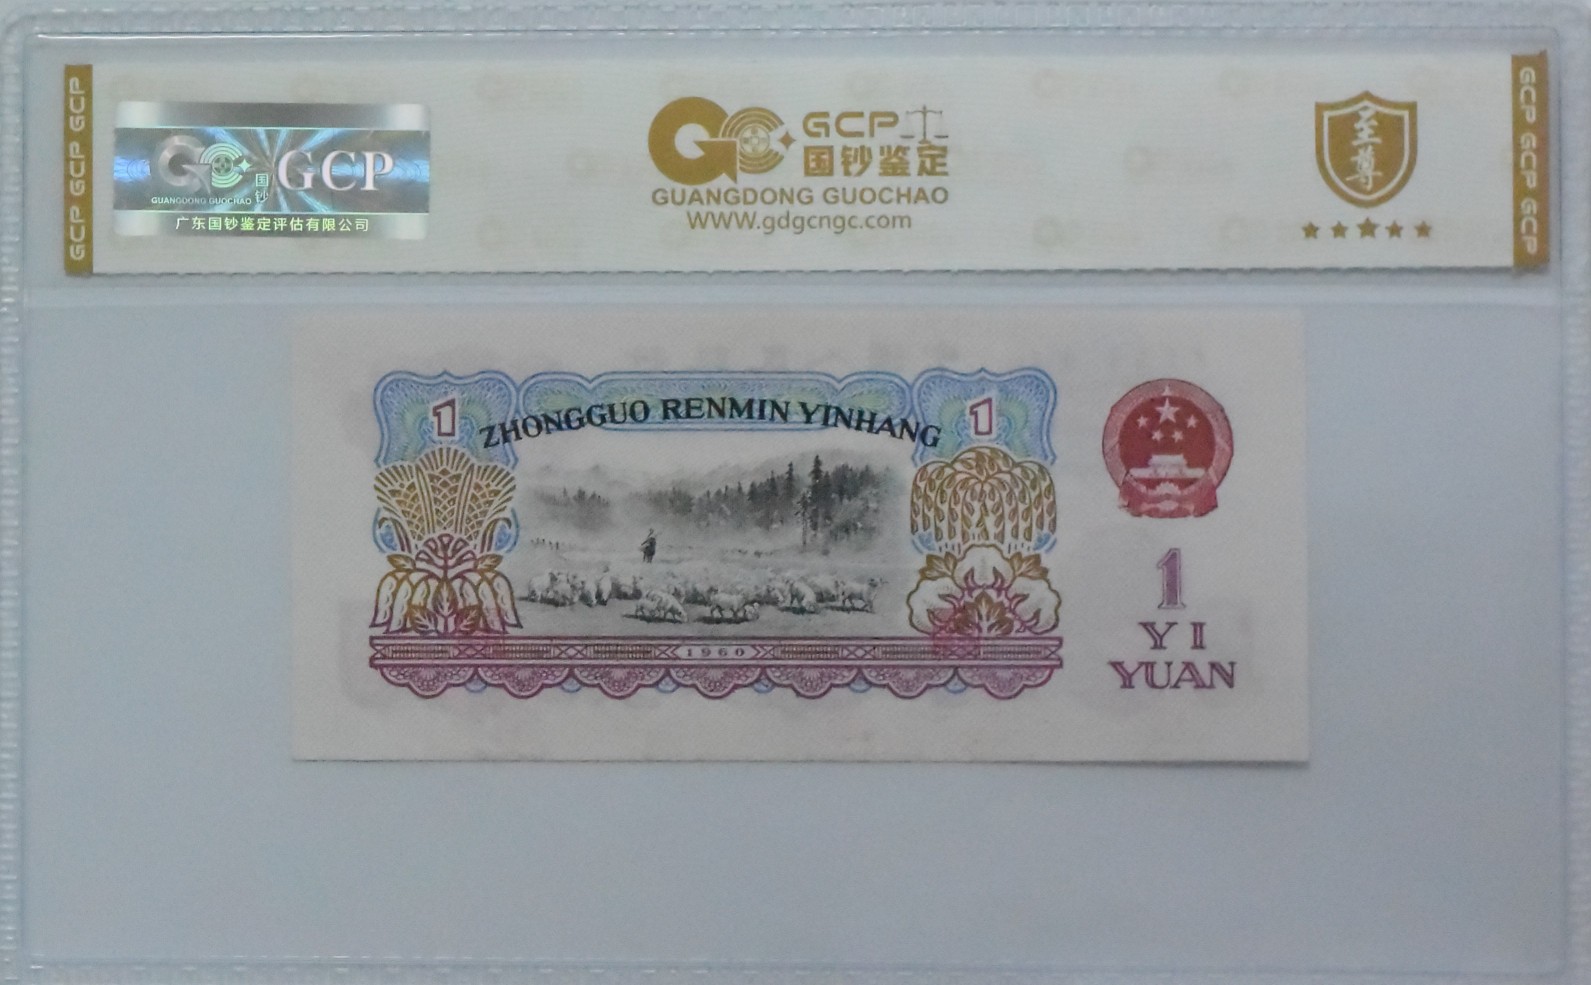 GCP GCP GCP
国钞
GCP
GUANGDONG GUOCHAO
广东国钞鉴定评估有限公司
GCP
国钞鉴定
GUANGDONG GUOCHAO
WWW.gdgcngc.com
至尊
GCP GCP GCP
1 ZHONGGUO RENMIN YINHANG 1
1960
1
YI
YUAN